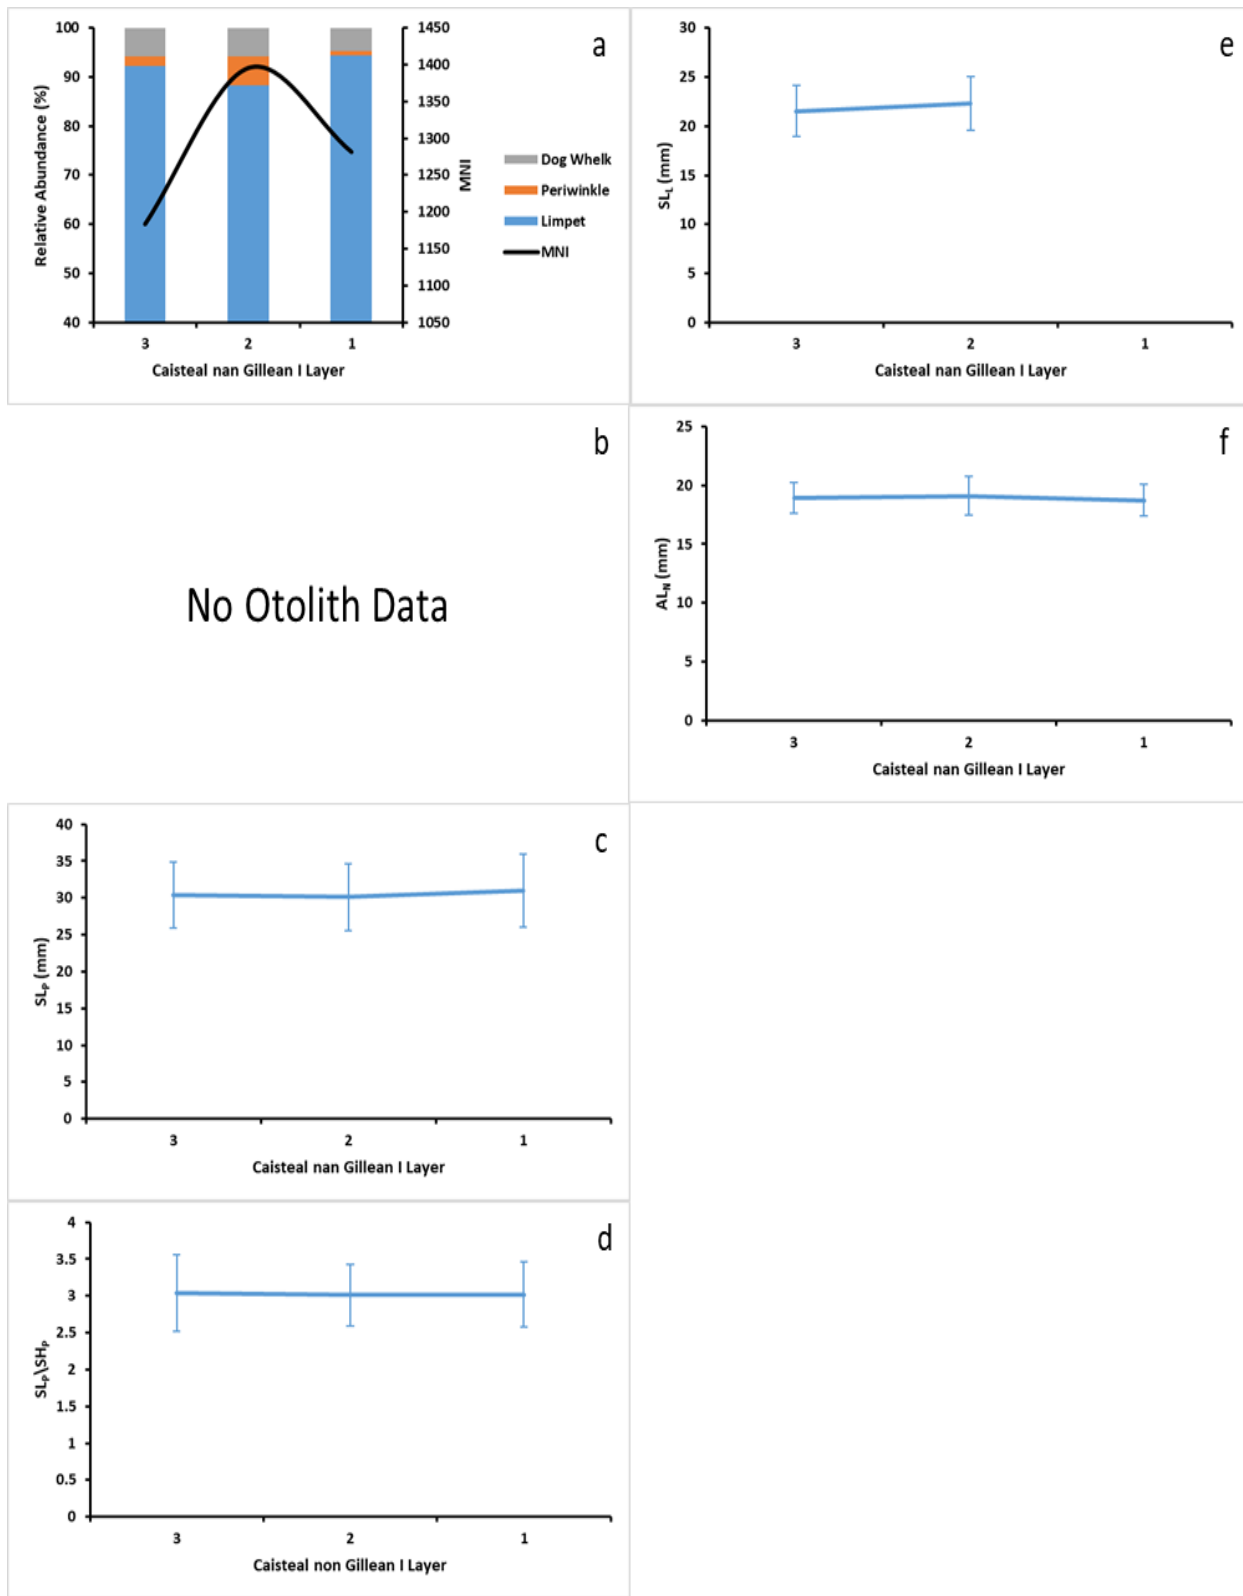 a
100
90
80
70
60
50
40
Relative Abundance (%)
1450
1400
1350
1300
1250
1200
1150
1100
1050
MNI
3 2 1
Caisteal nan Gillean I Layer
Dog Whelk
Periwinkle
Limpet
MNI
e
30
25
20
15
10
5
0
SL_L (mm)
3 2 1
Caisteal nan Gillean I Layer
b
No Otolith Data
f
25
20
15
10
5
0
AL_N (mm)
3 2 1
Caisteal nan Gillean I Layer
c
40
35
30
25
20
15
10
5
0
SL_P (mm)
3 2 1
Caisteal nan Gillean I Layer
d
4
3.5
3
2.5
2
1.5
1
0.5
0
SL_P\SH_P
3 2 1
Caisteal non Gillean I Layer